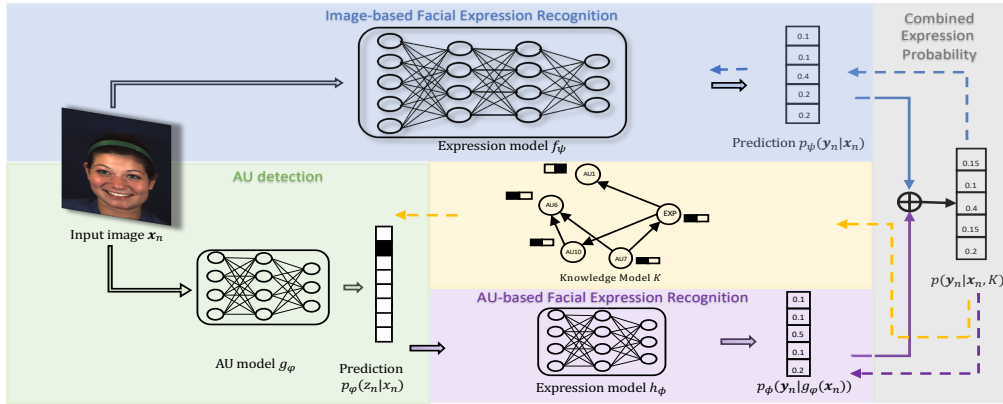 Image-based Facial Expression Recognition
Combined
Expression
Probability
0.1
0.1
0.4
0.2
0.2
Expression model fψ
Prediction pψ(yn|xn)
AU detection
Input image xn
AU model gφ
Prediction
pφ(zn|xn)
AU1
AU6
EXP
AU10
AU7
Knowledge Model K
0.15
0.1
0.4
0.15
0.2
p(yn|xn, K)
AU-based Facial Expression Recognition
0.1
0.1
0.5
0.1
0.2
Expression model hϕ
pϕ(yn|gφ(xn))